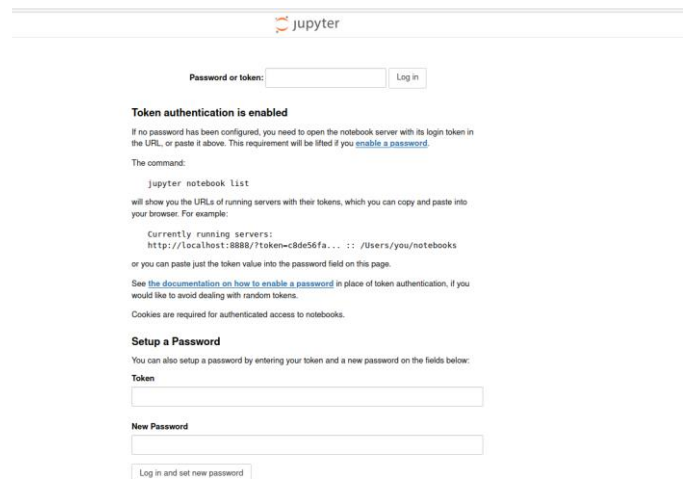 jupyter
Password or token:
Log in
Token authentication is enabled
If no password has been configured, you need to open the notebook server with its login token in
the URL, or paste it above. This requirement will be lifted if you enable a password.
The command:
jupyter notebook list
will show you the URLs of running servers with their tokens, which you can copy and paste into
your browser. For example:
Currently running servers:
http://localhost:8888/?token=c8de56fa... :: /Users/you/notebooks
or you can paste just the token value into the password field on this page.
See the documentation on how to enable a password in place of token authentication, if you
would like to avoid dealing with random tokens.
Cookies are required for authenticated access to notebooks.
Setup a Password
You can also setup a password by entering your token and a new password on the fields below:
Token
New Password
Log in and set new password